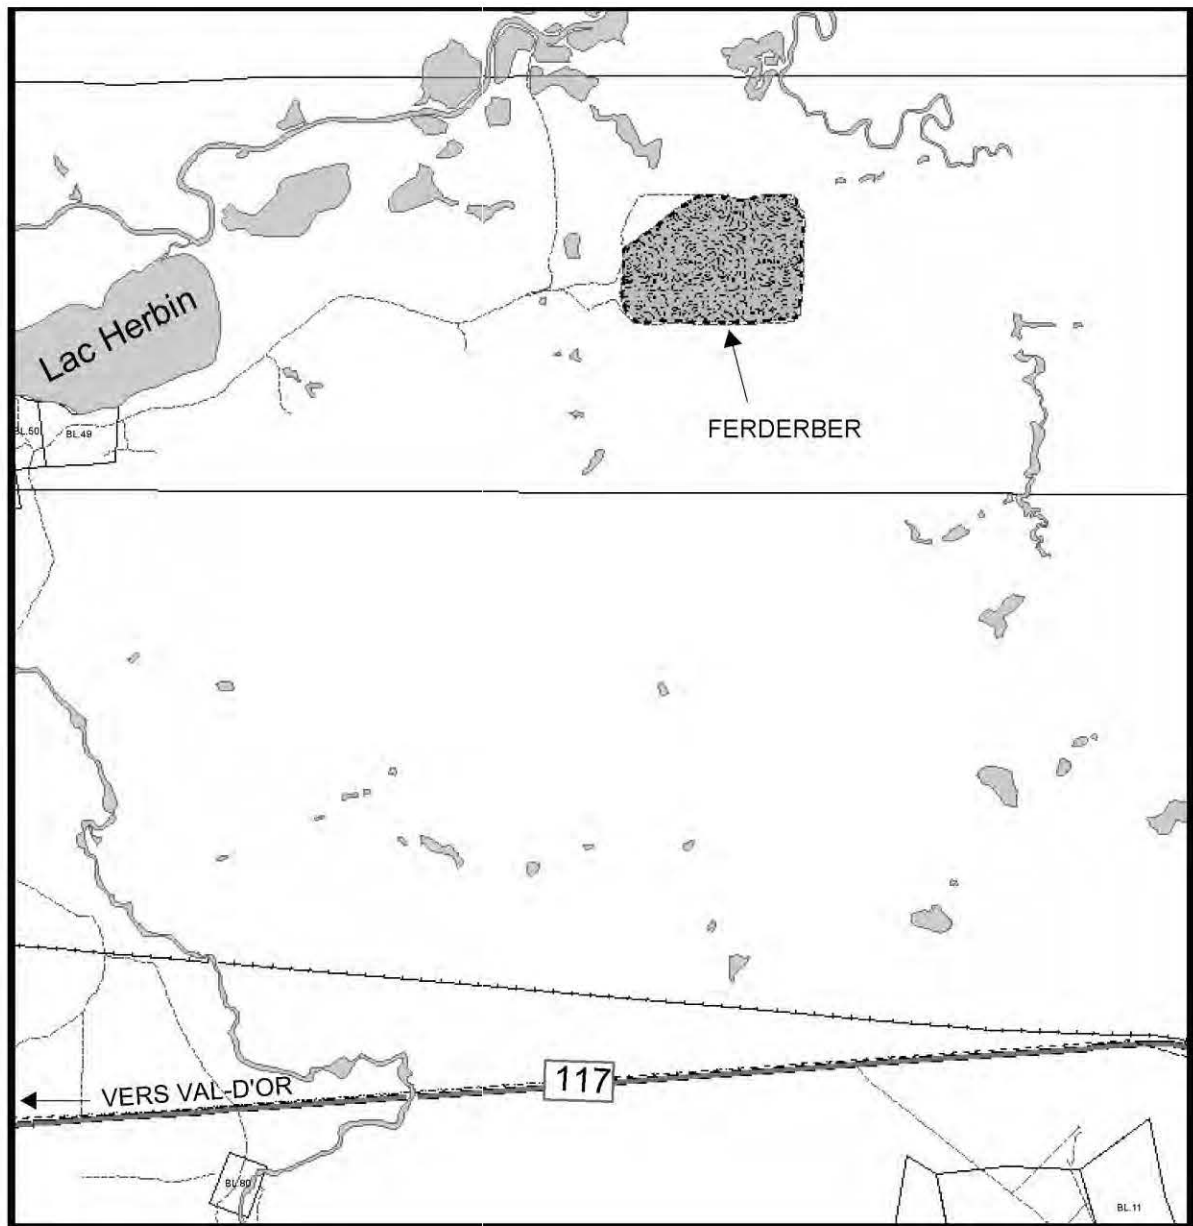 Lac Herbin
FERDERBER
BL.50
BL.49
117
VERS VAL-D'OR
BL.80
BL.11